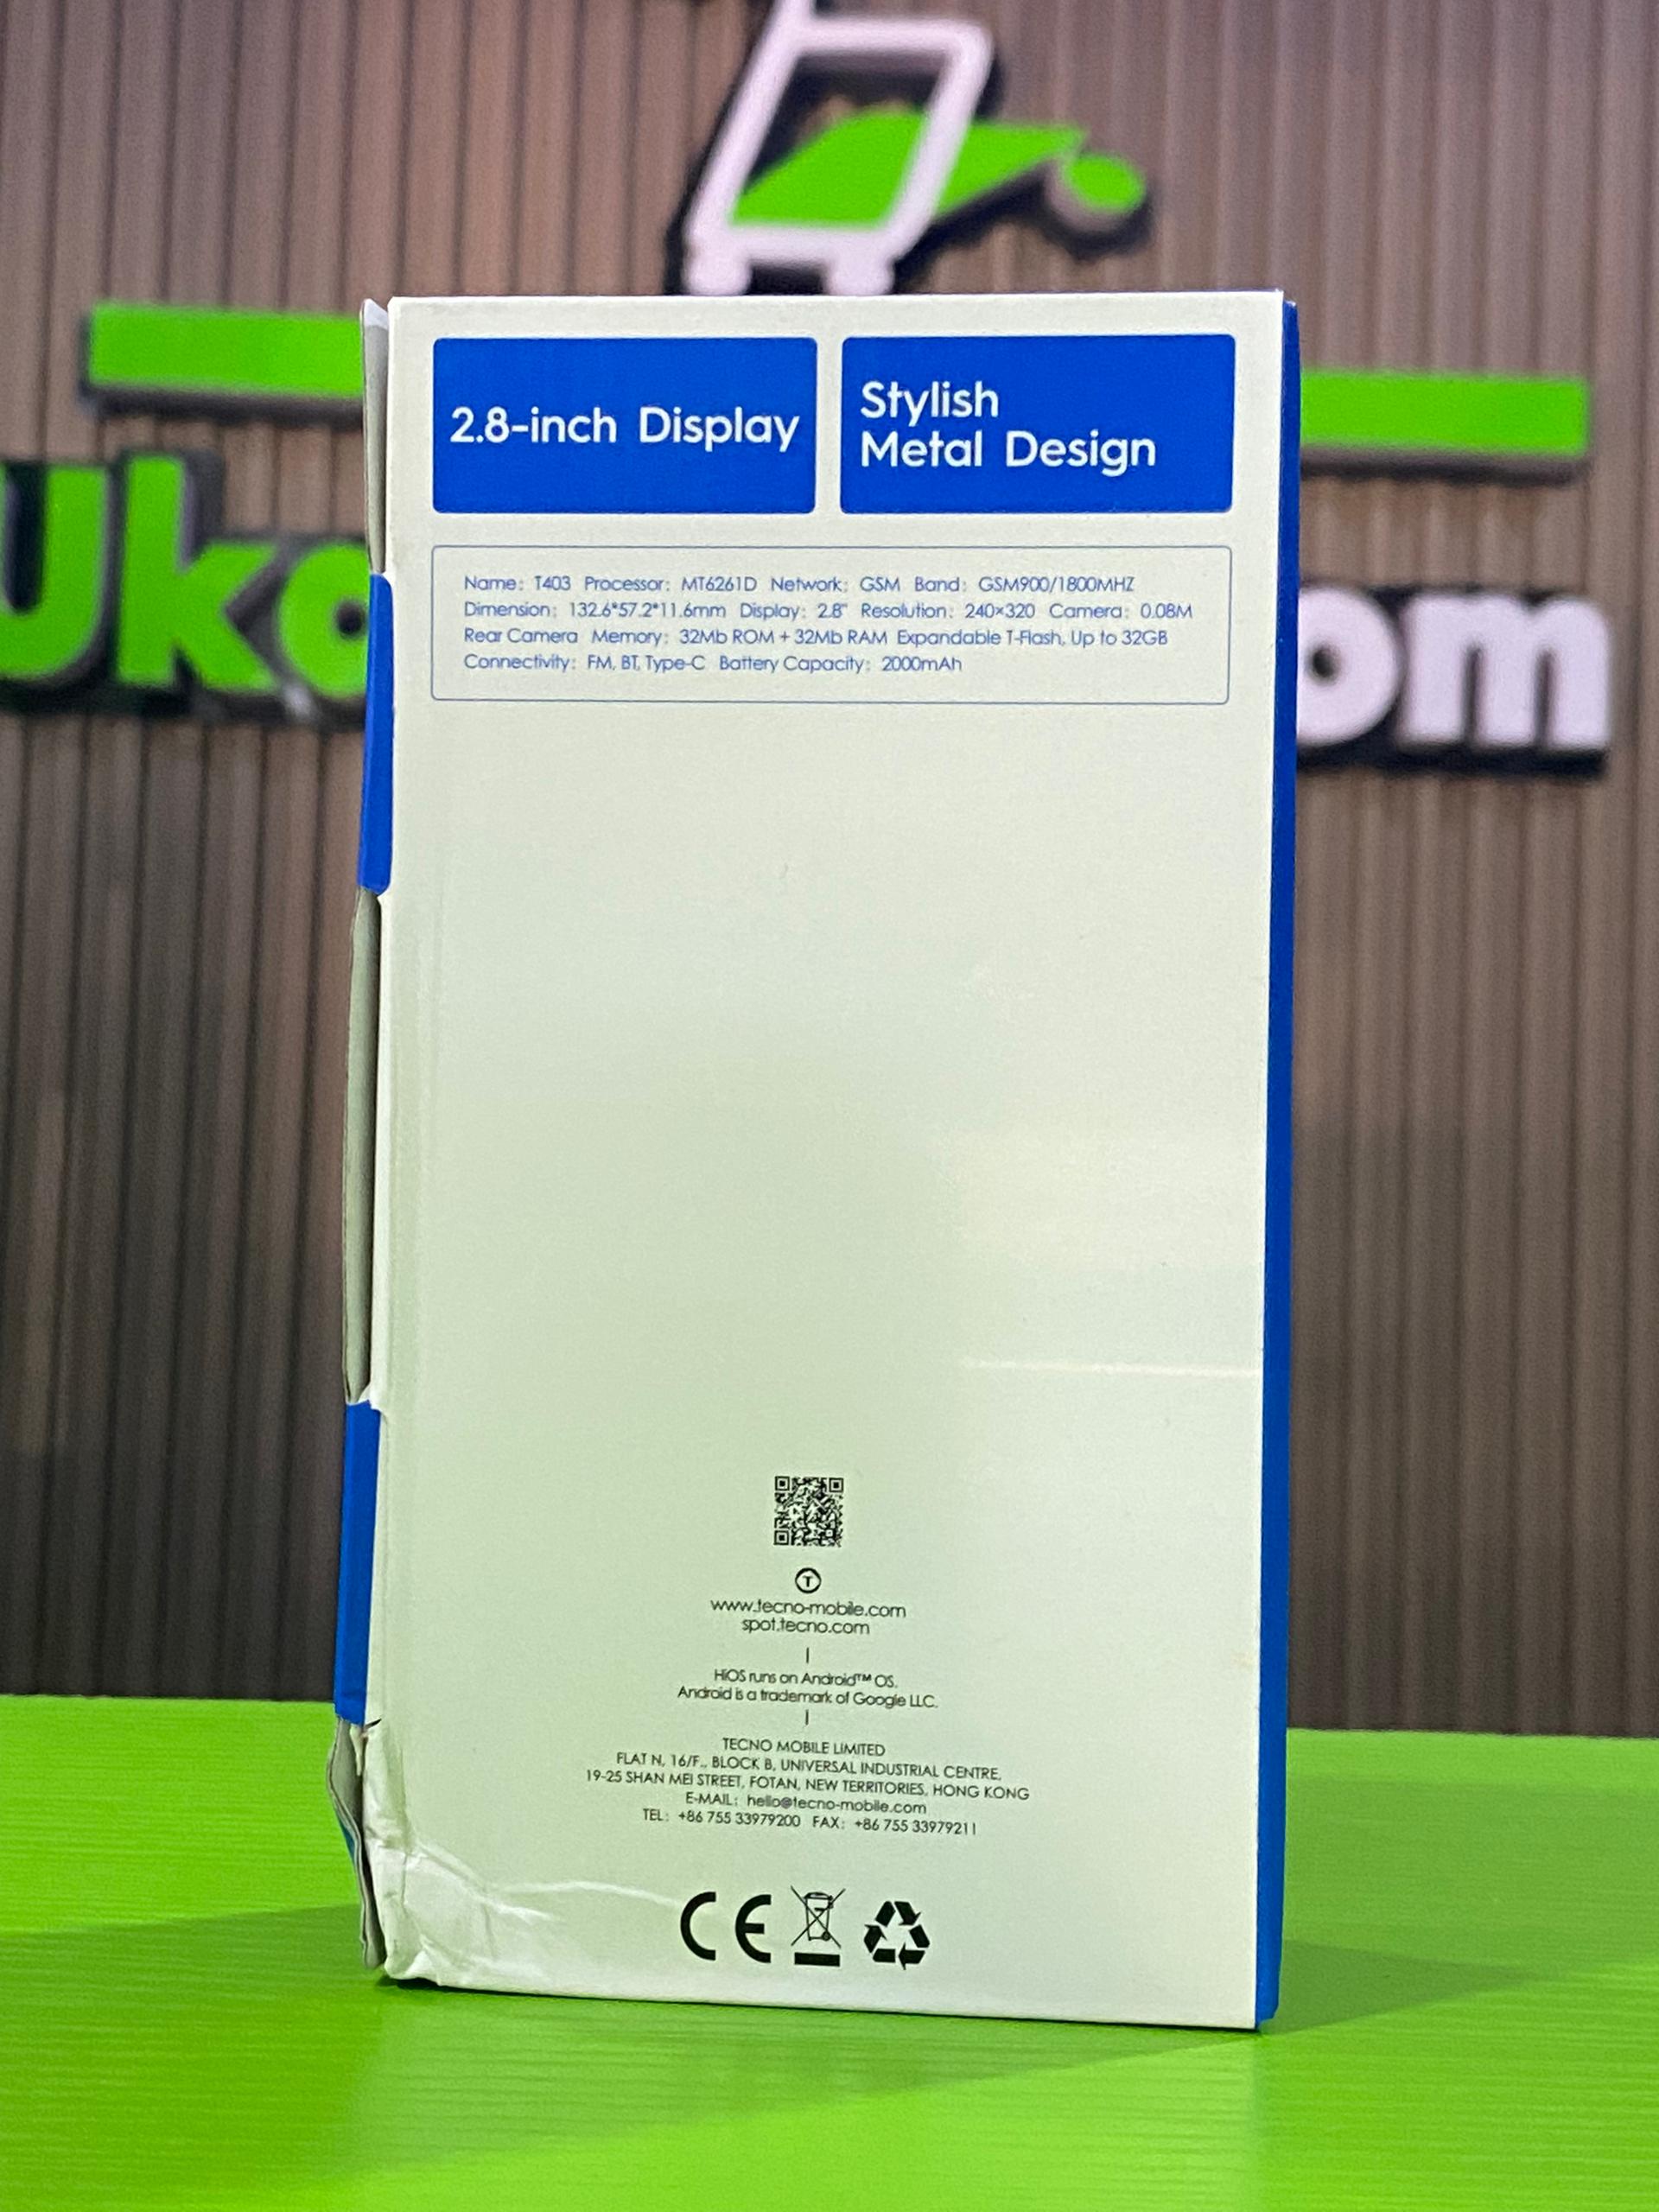 Uko
om
2.8-inch Display
Stylish
Metal Design
Name: T403 Processor: MT6261D Network: GSM Band: GSM900/1800MHZ
Dimension: 132.6*57.2*11.6mm Display: 2.8" Resolution: 240×320 Camera: 0.08M
Rear Camera Memory: 32Mb ROM + 32Mb RAM Expandable T-Flash, Up to 32GB
Connectivity: FM, BT, Type-C Battery Capacity: 2000mAh
www.tecno-mobile.com
spot.tecno.com
HiOS runs on Android™ OS.
Android is a trademark of Google LLC.
TECNO MOBILE LIMITED
FLAT N, 16/F., BLOCK B, UNIVERSAL INDUSTRIAL CENTRE,
19-25 SHAN MEI STREET, FOTAN, NEW TERRITORIES, HONG KONG
E-MAIL: hello@tecno-mobile.com
TEL: +86 755 33979200 FAX: +86 755 33979211
CE